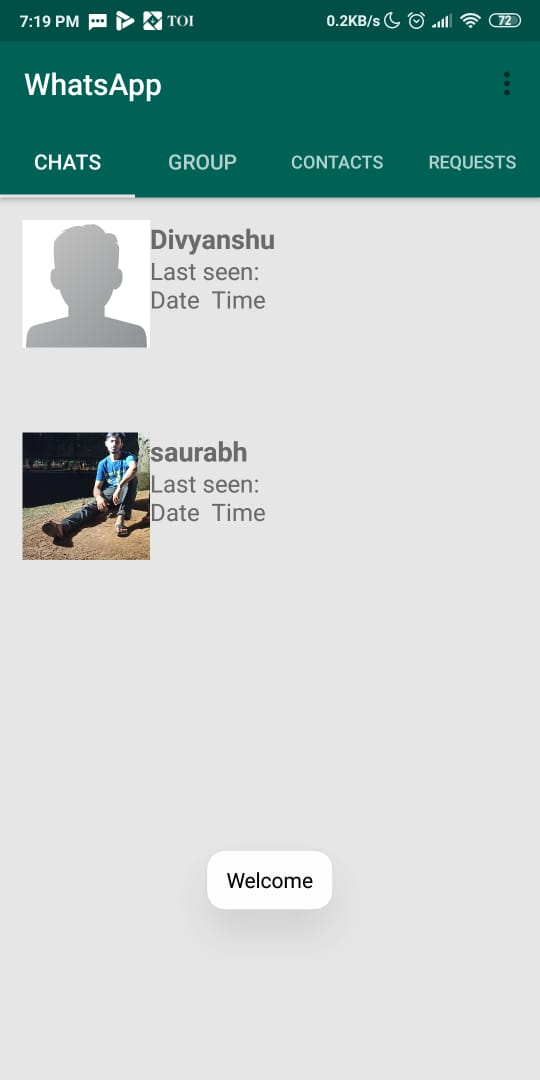 7:19 PM TOI 0.2KB/s 72
WhatsApp
CHATS GROUP CONTACTS REQUESTS
Divyanshu
Last seen:
Date Time
saurabh
Last seen:
Date Time
Welcome